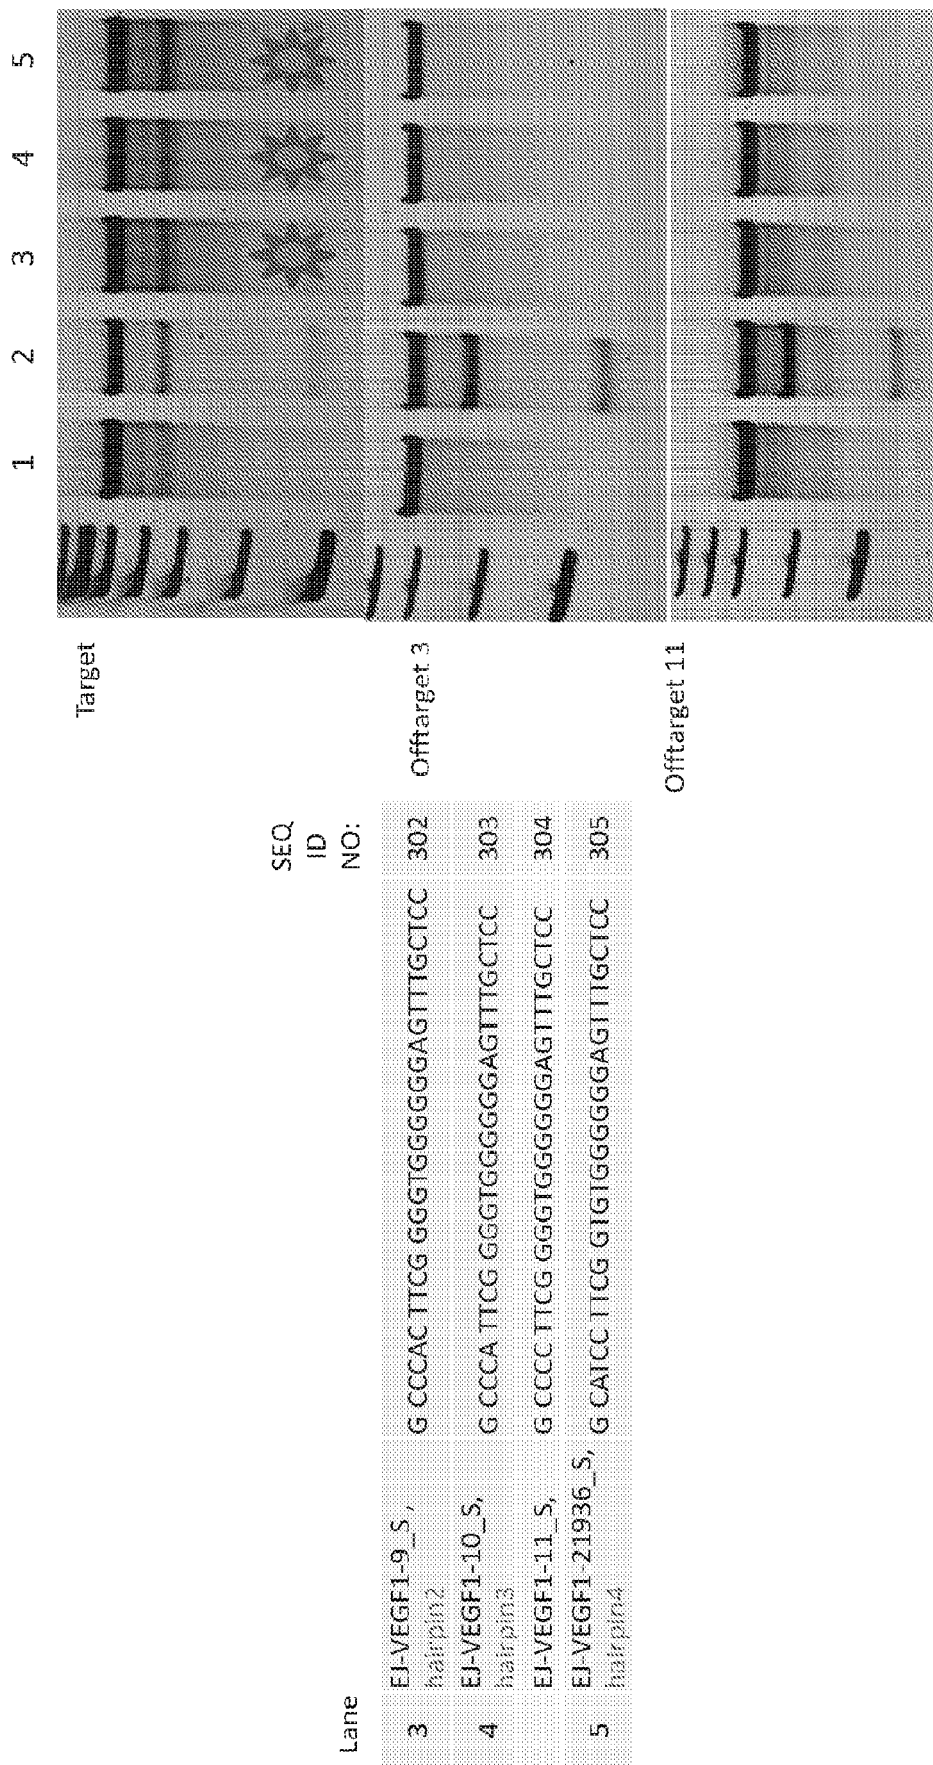 Lane
SEQ
ID
NO:
3 EJ-VEGF1-9_S , G CCCAC TTCG GGGTGGGGGGAGTTTGCTCC 302
hairpin2
4 EJ-VEGF1-10_S, G CCCA TTCG GGGTGGGGGGAGTTTGCTCC 303
hairpin3
EJ-VEGF1-11_S, G CCCC TTCG GGGTGGGGGGAGTTTGCTCC 304
5 EJ-VEGF1-21936_S, G CATCC TTCG GTGTGGGGGGAGTTTGCTCC 305
hairpin4
1 2 3 4 5
Target
Offtarget 3
Offtarget 11